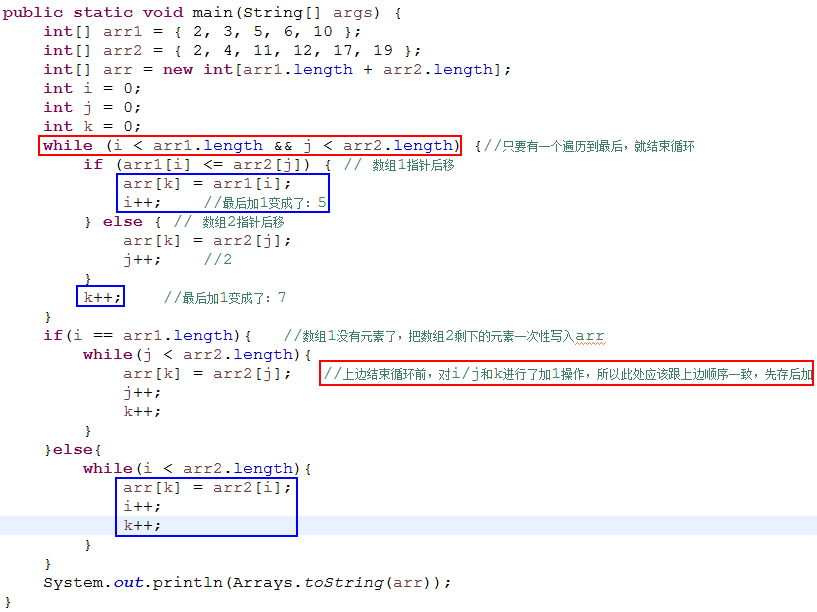 public static void main(String[] args) {
    int[] arr1 = { 2, 3, 5, 6, 10 };
    int[] arr2 = { 2, 4, 11, 12, 17, 19 };
    int[] arr = new int[arr1.length + arr2.length];
    int i = 0;
    int j = 0;
    int k = 0;
    while (i < arr1.length && j < arr2.length) {//只要有一个遍历到最后，就结束循环
        if (arr1[i] <= arr2[j]) { // 数组1指针后移
            arr[k] = arr1[i];
            i++;    //最后加1变成了：5
        } else { // 数组2指针后移
            arr[k] = arr2[j];
            j++;    //2
        }
        k++;    //最后加1变成了：7
    }
    if(i == arr1.length){   //数组1没有元素了，把数组2剩下的元素一次性写入arr
        while(j < arr2.length){
            arr[k] = arr2[j];   //上边结束循环前，对i/j和k进行了加1操作，所以此处应该跟上边顺序一致，先存后加
            j++;
            k++;
        }
    }else{
        while(i < arr2.length){
            arr[k] = arr2[i];
            i++;
            k++;
        }
    }
    System.out.println(Arrays.toString(arr));
}